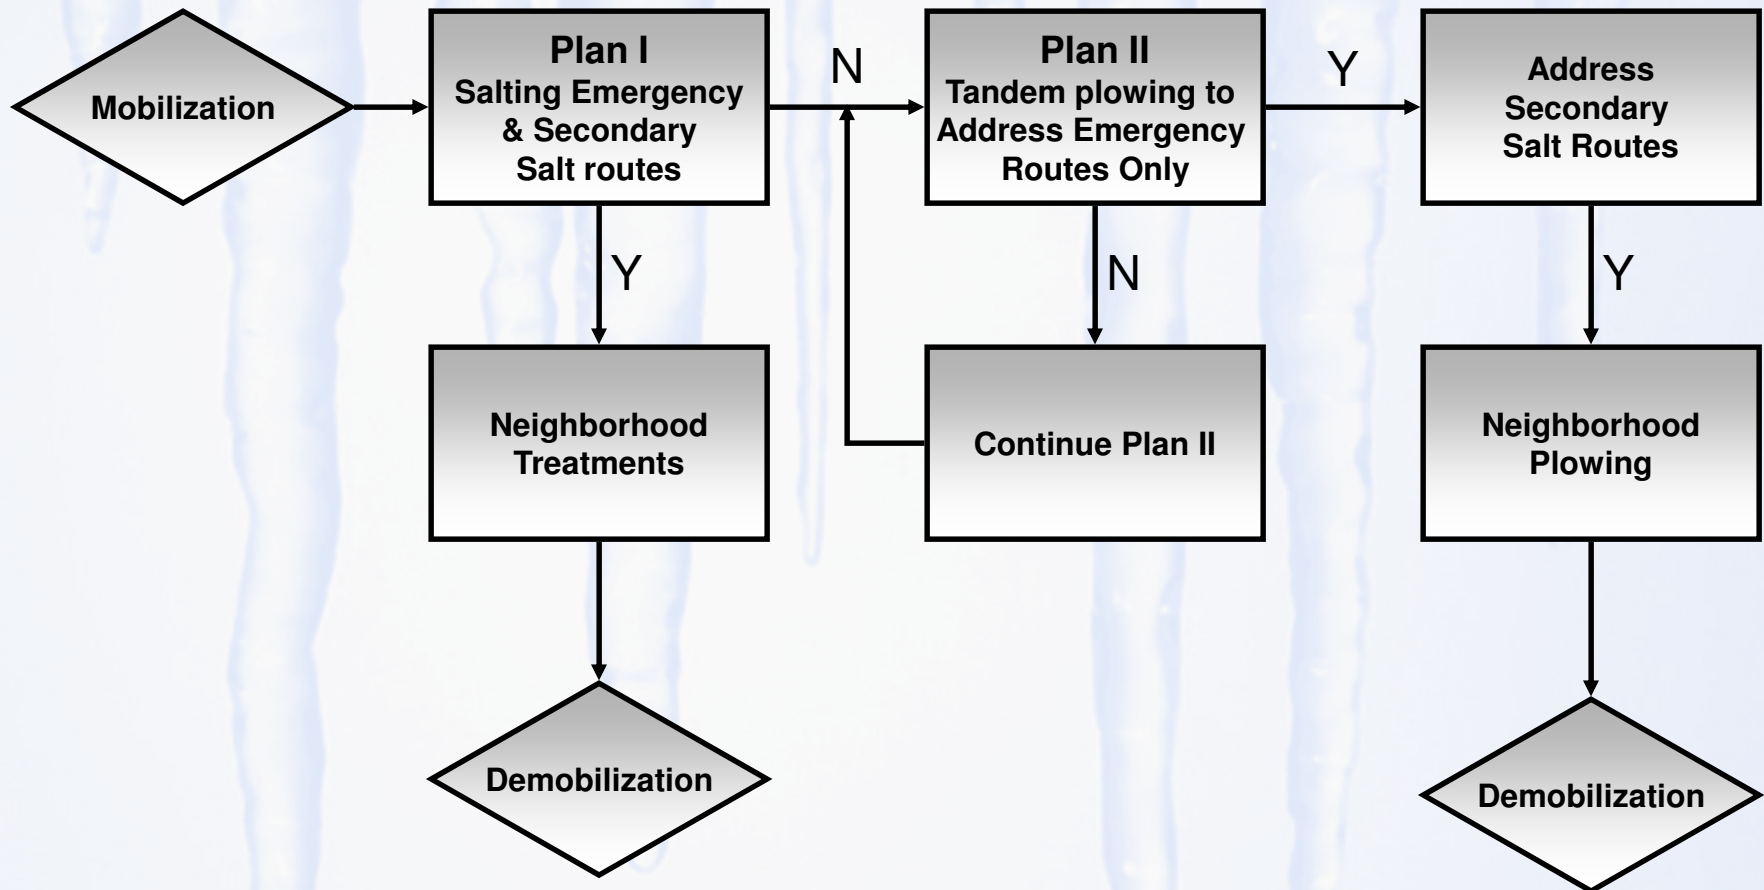 Mobilization
Plan I
Salting Emergency
& Secondary
Salt routes
N
Plan II
Tandem plowing to
Address Emergency
Routes Only
Y
Address
Secondary
Salt Routes
Y
N
Y
Neighborhood
Treatments
Continue Plan II
Neighborhood
Plowing
Demobilization
Demobilization